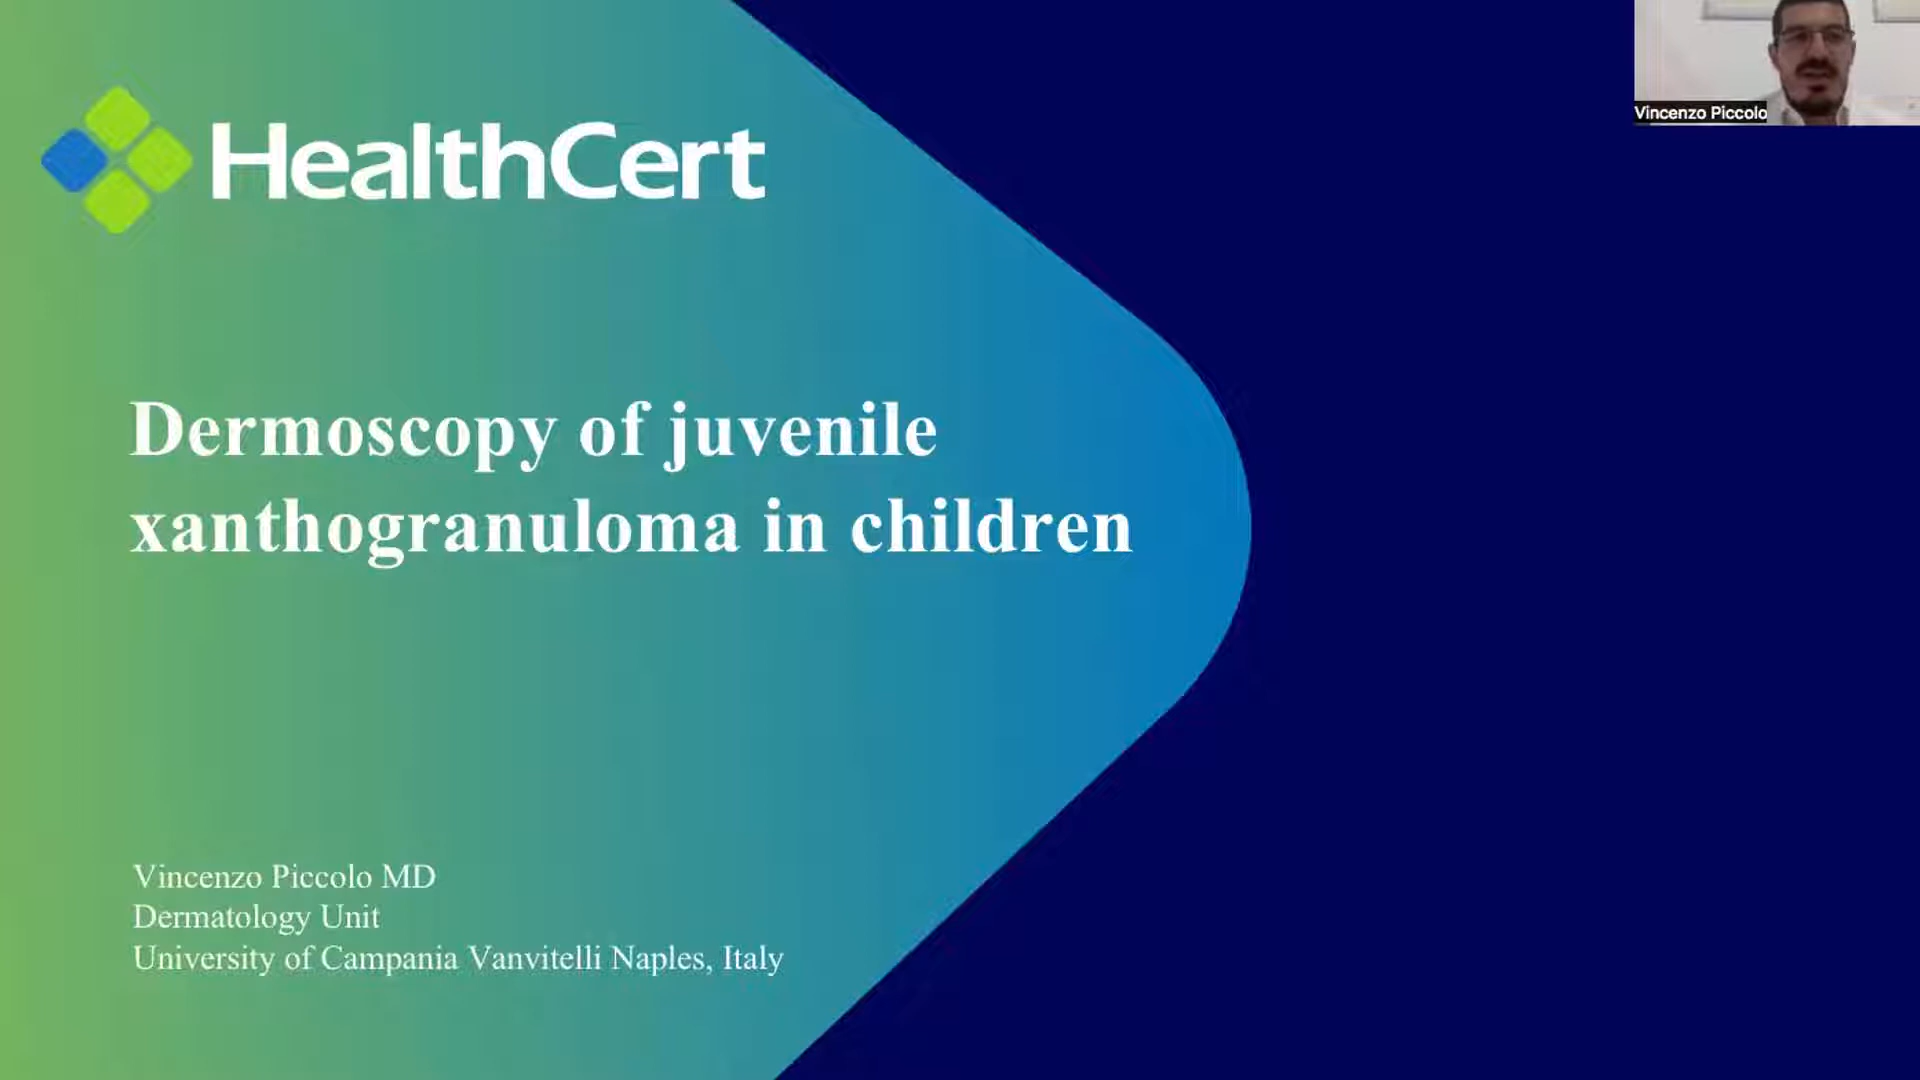 HealthCert
Vincenzo Piccolo
Dermoscopy of juvenile
xanthogranuloma in children
Vincenzo Piccolo MD
Dermatology Unit
University of Campania Vanvitelli Naples, Italy